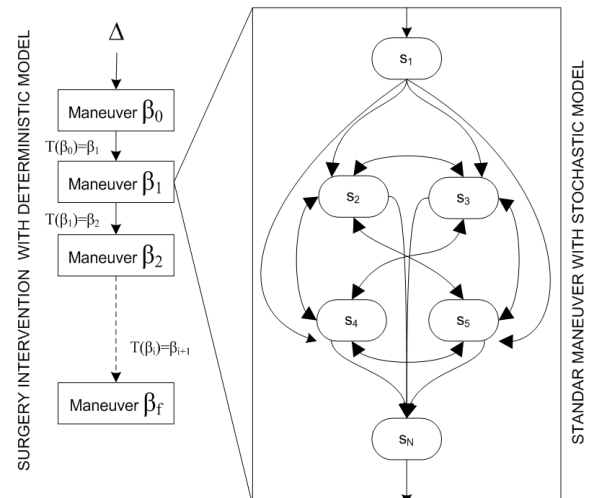 SURGERY INTERVENTION WITH DETERMINISTIC MODEL
Δ
Maneuver β0
T(β0)=β1
Maneuver β1
T(β1)=β2
Maneuver β2
T(βi)=βi+1
Maneuver βf
s1
s2
s3
s4
s5
sN
STANDAR MANEUVER WITH STOCHASTIC MODEL